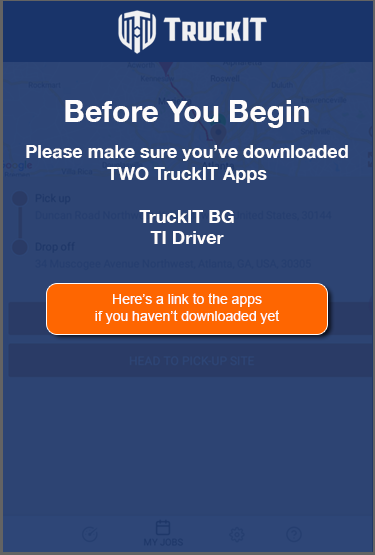 TRUCKIT
Before You Begin
Please make sure you've downloaded
TWO TruckIT Apps
TruckIT BG
TI Driver
Pick up
Drop off
Here's a link to the apps
if you haven't downloaded yet
HEAD TO PICK-UP SITE
MY JOBS